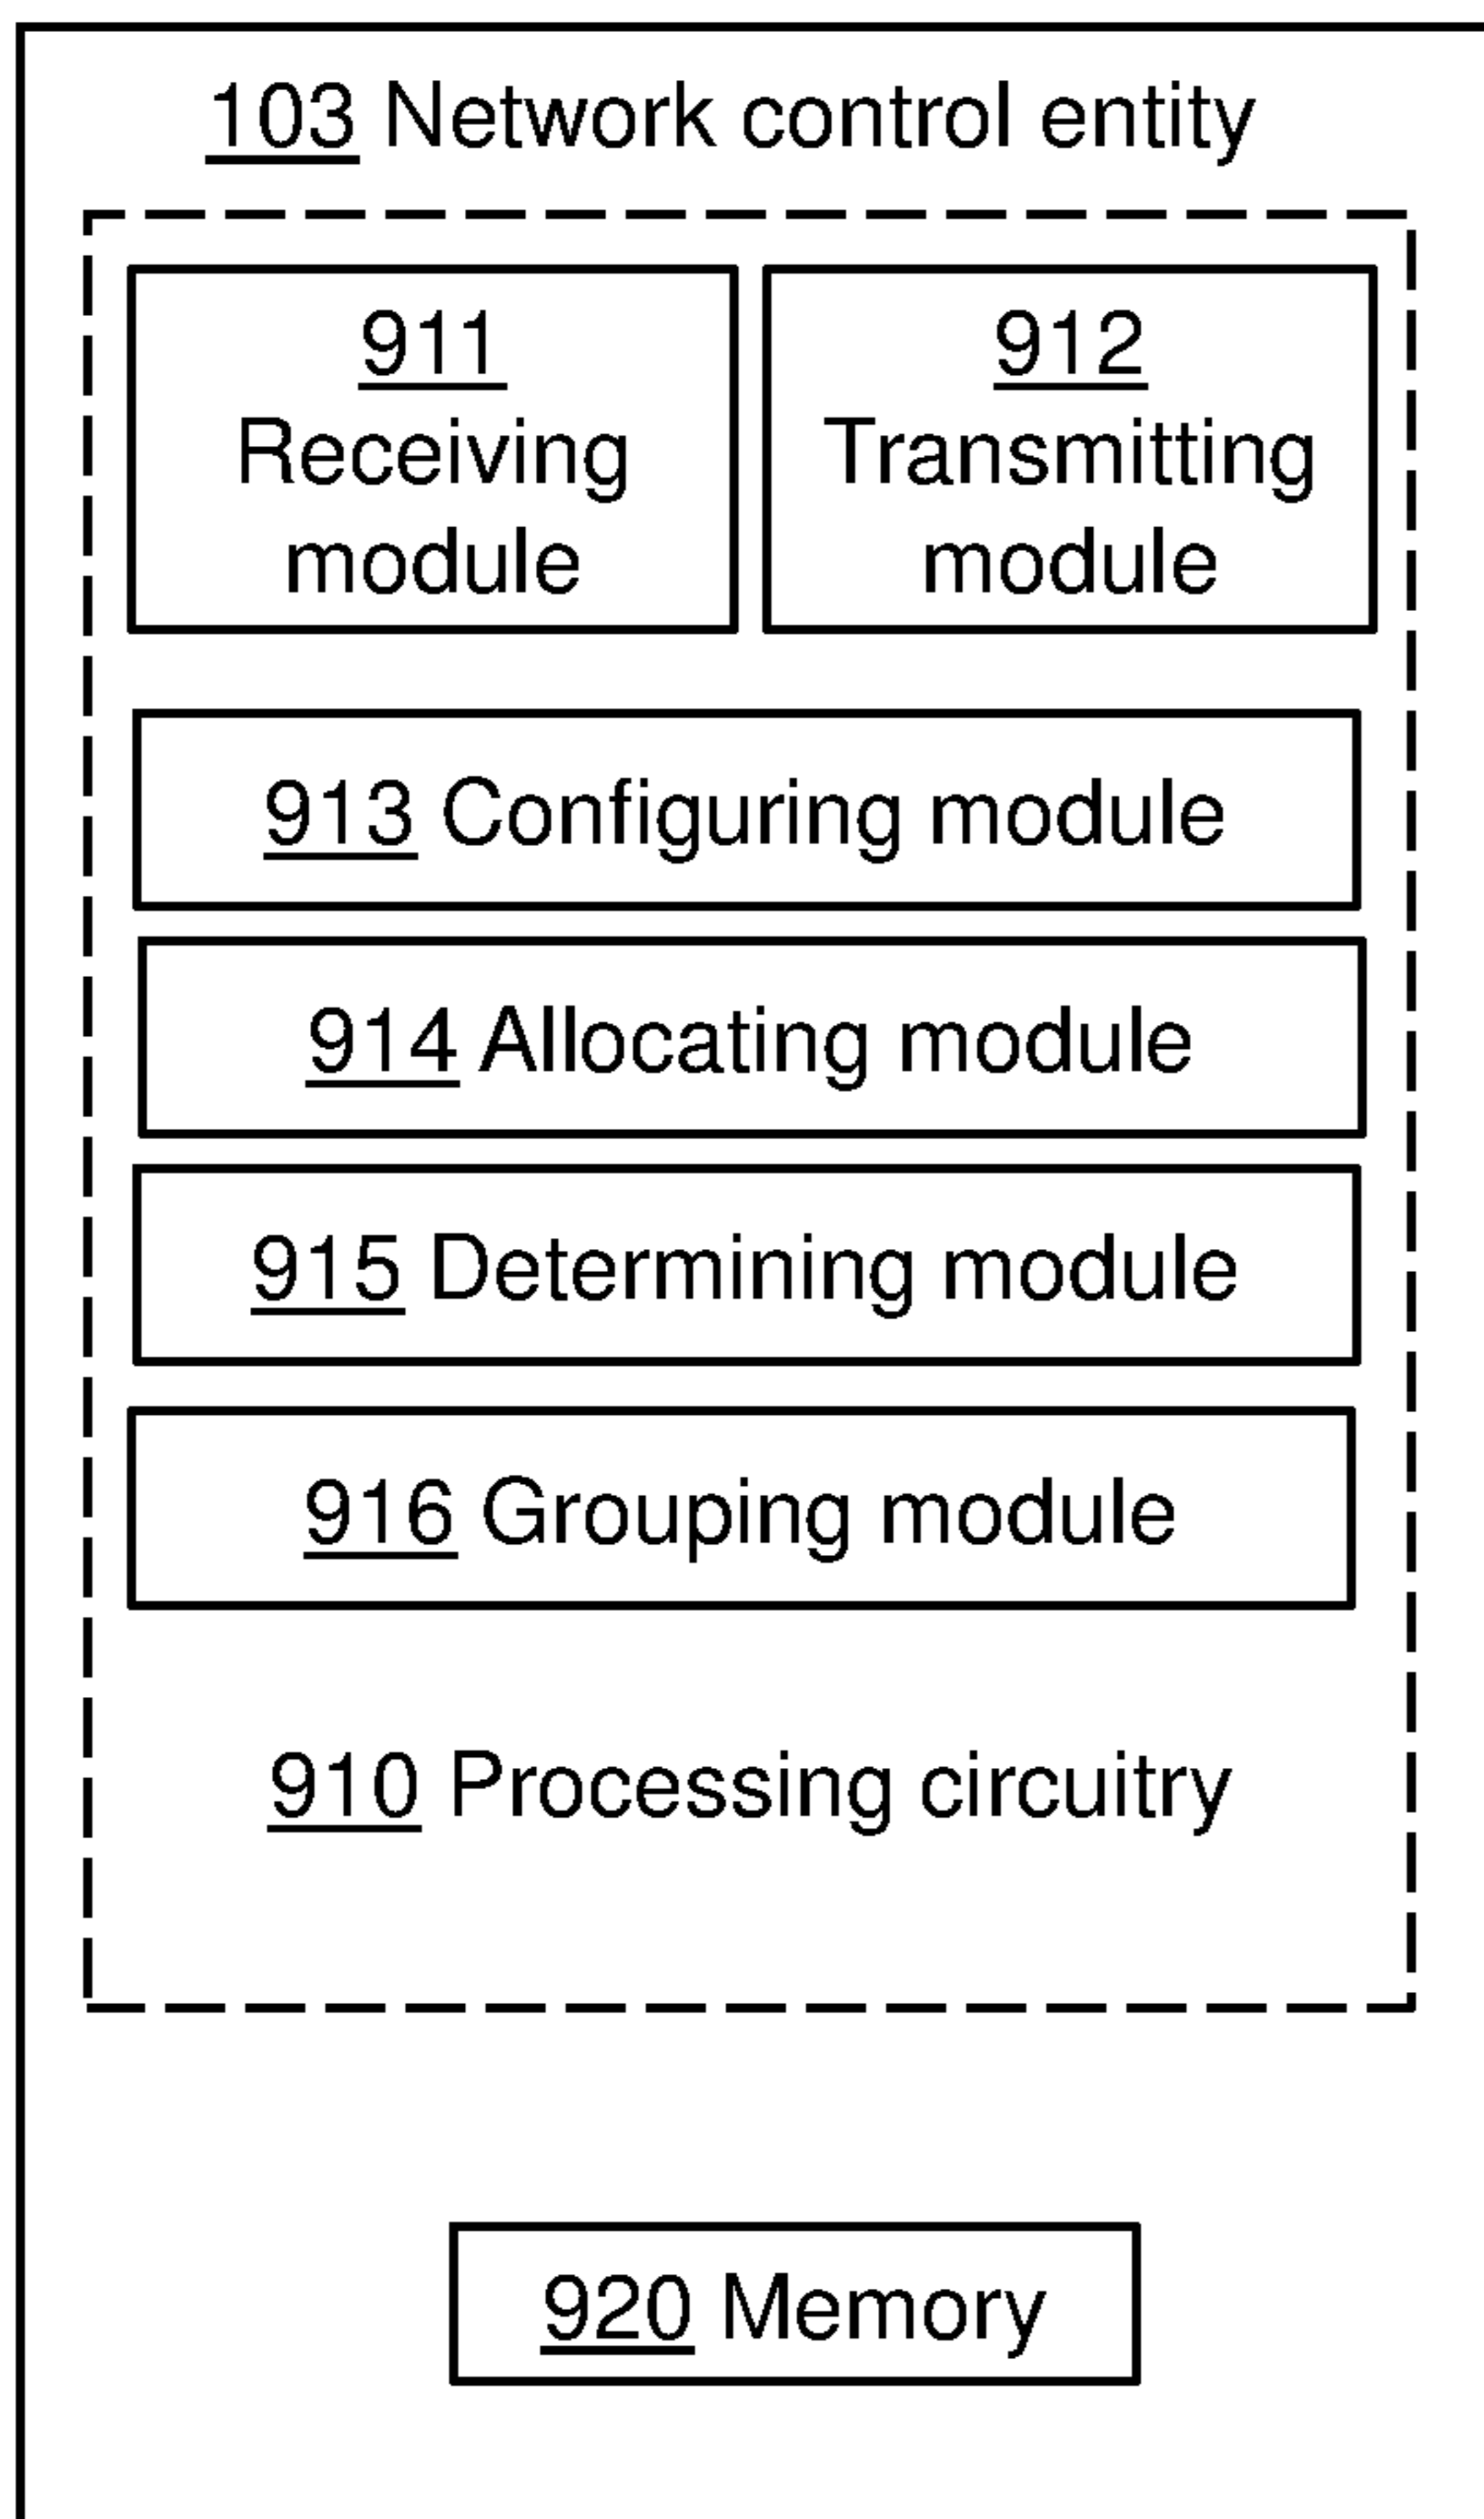 103 Network control entity
911
Receiving
module
912
Transmitting
module
913 Configuring module
914 Allocating module
915 Determining module
916 Grouping module
910 Processing circuitry
920 Memory